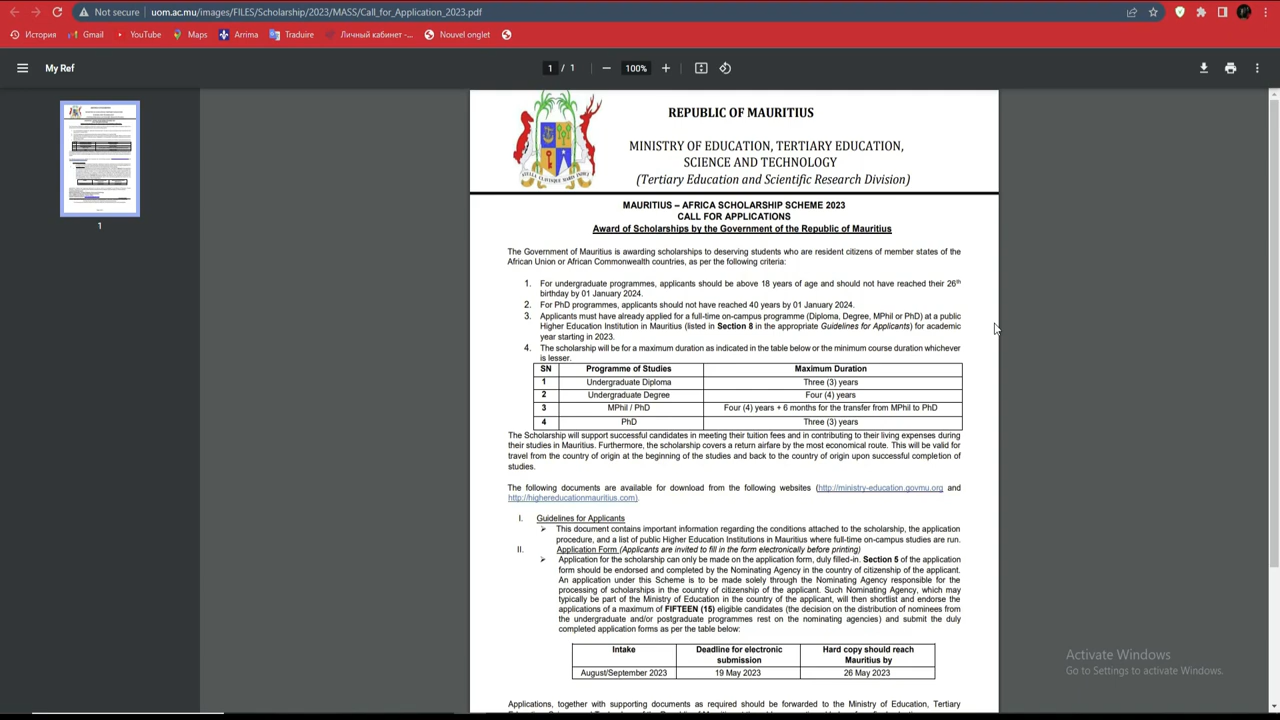 Not secure | uom.ac.mu/images/FILES/Scholarship/2023/MASS/Call_for_Application_2023.pdf
История Gmail YouTube Maps Arrima Traduire Личный кабинет -... Nouvel onglet
My Ref 1 / 1 100%
1
REPUBLIC OF MAURITIUS
MINISTRY OF EDUCATION, TERTIARY EDUCATION,
SCIENCE AND TECHNOLOGY
(Tertiary Education and Scientific Research Division)
MAURITIUS – AFRICA SCHOLARSHIP SCHEME 2023
CALL FOR APPLICATIONS
Award of Scholarships by the Government of the Republic of Mauritius
The Government of Mauritius is awarding scholarships to deserving students who are resident citizens of member states of the
African Union or African Commonwealth countries, as per the following criteria:
1. For undergraduate programmes, applicants should be above 18 years of age and should not have reached their 26th
birthday by 01 January 2024.
2. For PhD programmes, applicants should not have reached 40 years by 01 January 2024.
3. Applicants must have already applied for a full-time on-campus programme (Diploma, Degree, MPhil or PhD) at a public
Higher Education Institution in Mauritius (listed in Section 8 in the appropriate Guidelines for Applicants) for academic
year starting in 2023.
4. The scholarship will be for a maximum duration as indicated in the table below or the minimum course duration whichever
is lesser.
SN Programme of Studies Maximum Duration
1 Undergraduate Diploma Three (3) years
2 Undergraduate Degree Four (4) years
3 MPhil / PhD Four (4) years + 6 months for the transfer from MPhil to PhD
4 PhD Three (3) years
The Scholarship will support successful candidates in meeting their tuition fees and in contributing to their living expenses during
their studies in Mauritius. Furthermore, the scholarship covers a return airfare by the most economical route. This will be valid for
travel from the country of origin at the beginning of the studies and back to the country of origin upon successful completion of
studies.
The following documents are available for download from the following websites (http://ministry-education.govmu.org and
http://highereducationmauritius.com).
I. Guidelines for Applicants
➢ This document contains important information regarding the conditions attached to the scholarship, the application
procedure, and a list of public Higher Education Institutions in Mauritius where full-time on-campus studies are run.
II. Application Form (Applicants are invited to fill in the form electronically before printing)
➢ Application for the scholarship can only be made on the application form, duly filled-in. Section 5 of the application
form should be endorsed and completed by the Nominating Agency in the country of citizenship of the applicant.
An application under this Scheme is to be made solely through the Nominating Agency responsible for the
processing of scholarships in the country of citizenship of the applicant. Such Nominating Agency, which may
typically be part of the Ministry of Education in the country of the applicant, will then shortlist and endorse the
applications of a maximum of FIFTEEN (15) eligible candidates (the decision on the distribution of nominees from
the undergraduate and/or postgraduate programmes rest on the nominating agencies) and submit the duly
completed application forms as per the table below:
Intake Deadline for electronic submission Hard copy should reach Mauritius by
August/September 2023 19 May 2023 26 May 2023
Applications, together with supporting documents as required should be forwarded to the Ministry of Education, Tertiary
Activate Windows
Go to Settings to activate Windows.